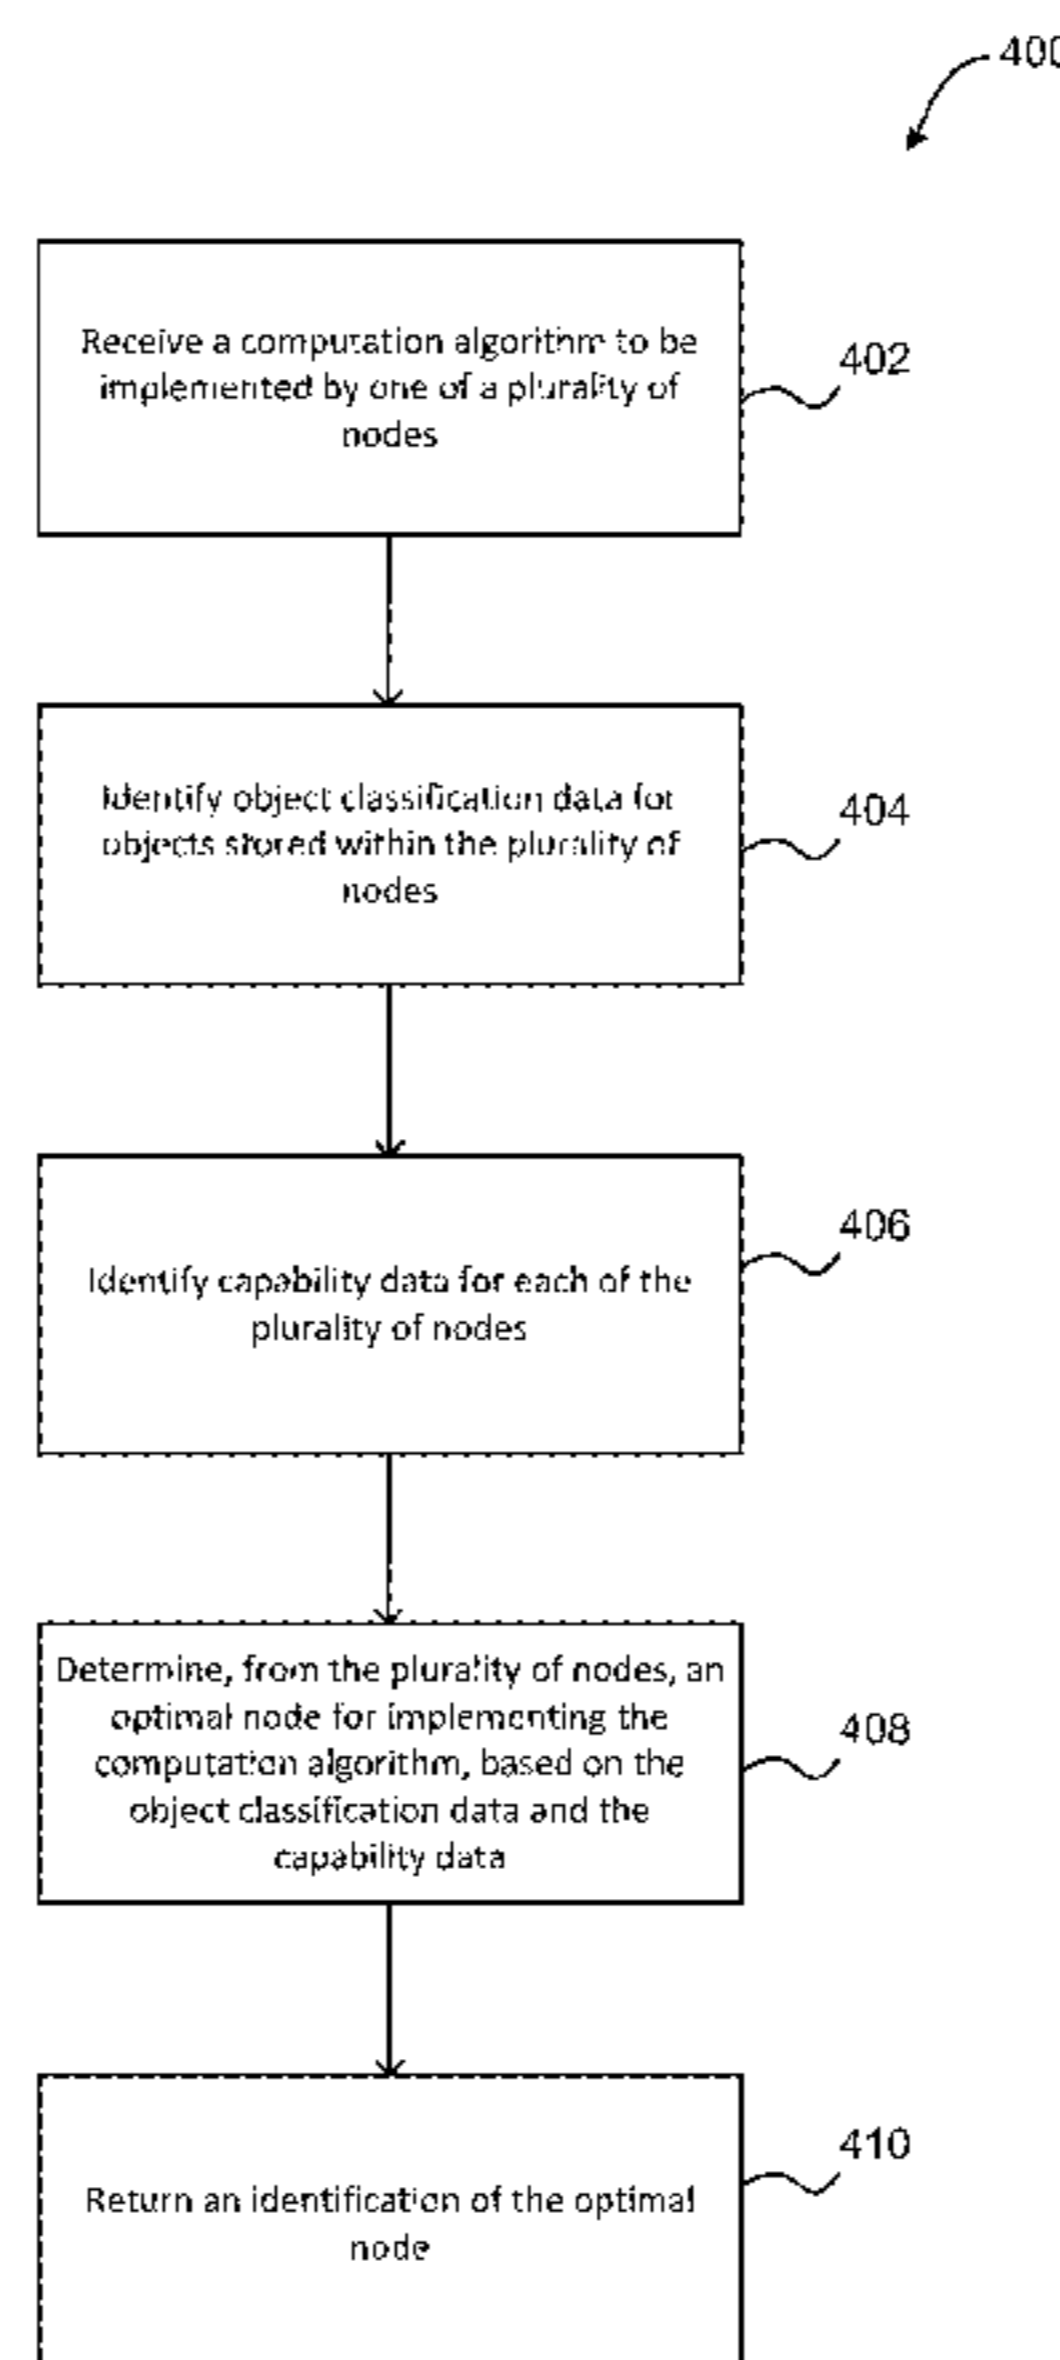 400
Receive a computation algorithm to be
implemented by one of a plurality of
nodes
402
Identify object classification data for
objects stored within the plurality of
nodes
404
Identify capability data for each of the
plurality of nodes
406
Determine, from the plurality of nodes, an
optimal node for implementing the
computation algorithm, based on the
object classification data and the
capability data
408
Return an identification of the optimal
node
410